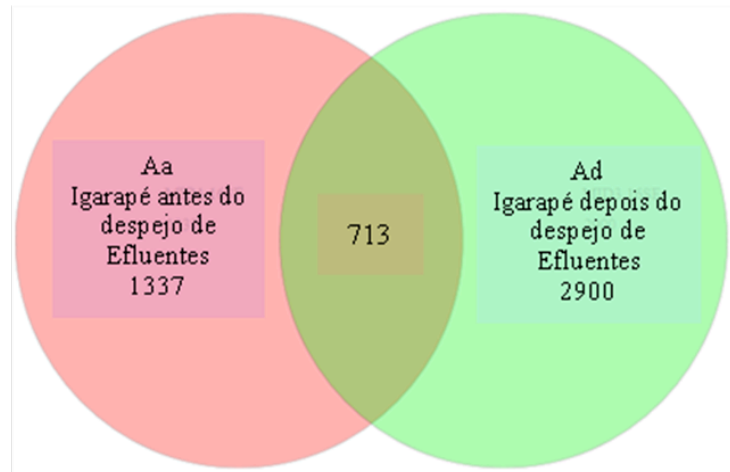 Aa
Igarapé antes do
despejo de
Efluentes
1337
713
Ad
Igarapé depois do
despejo de
Efluentes
2900